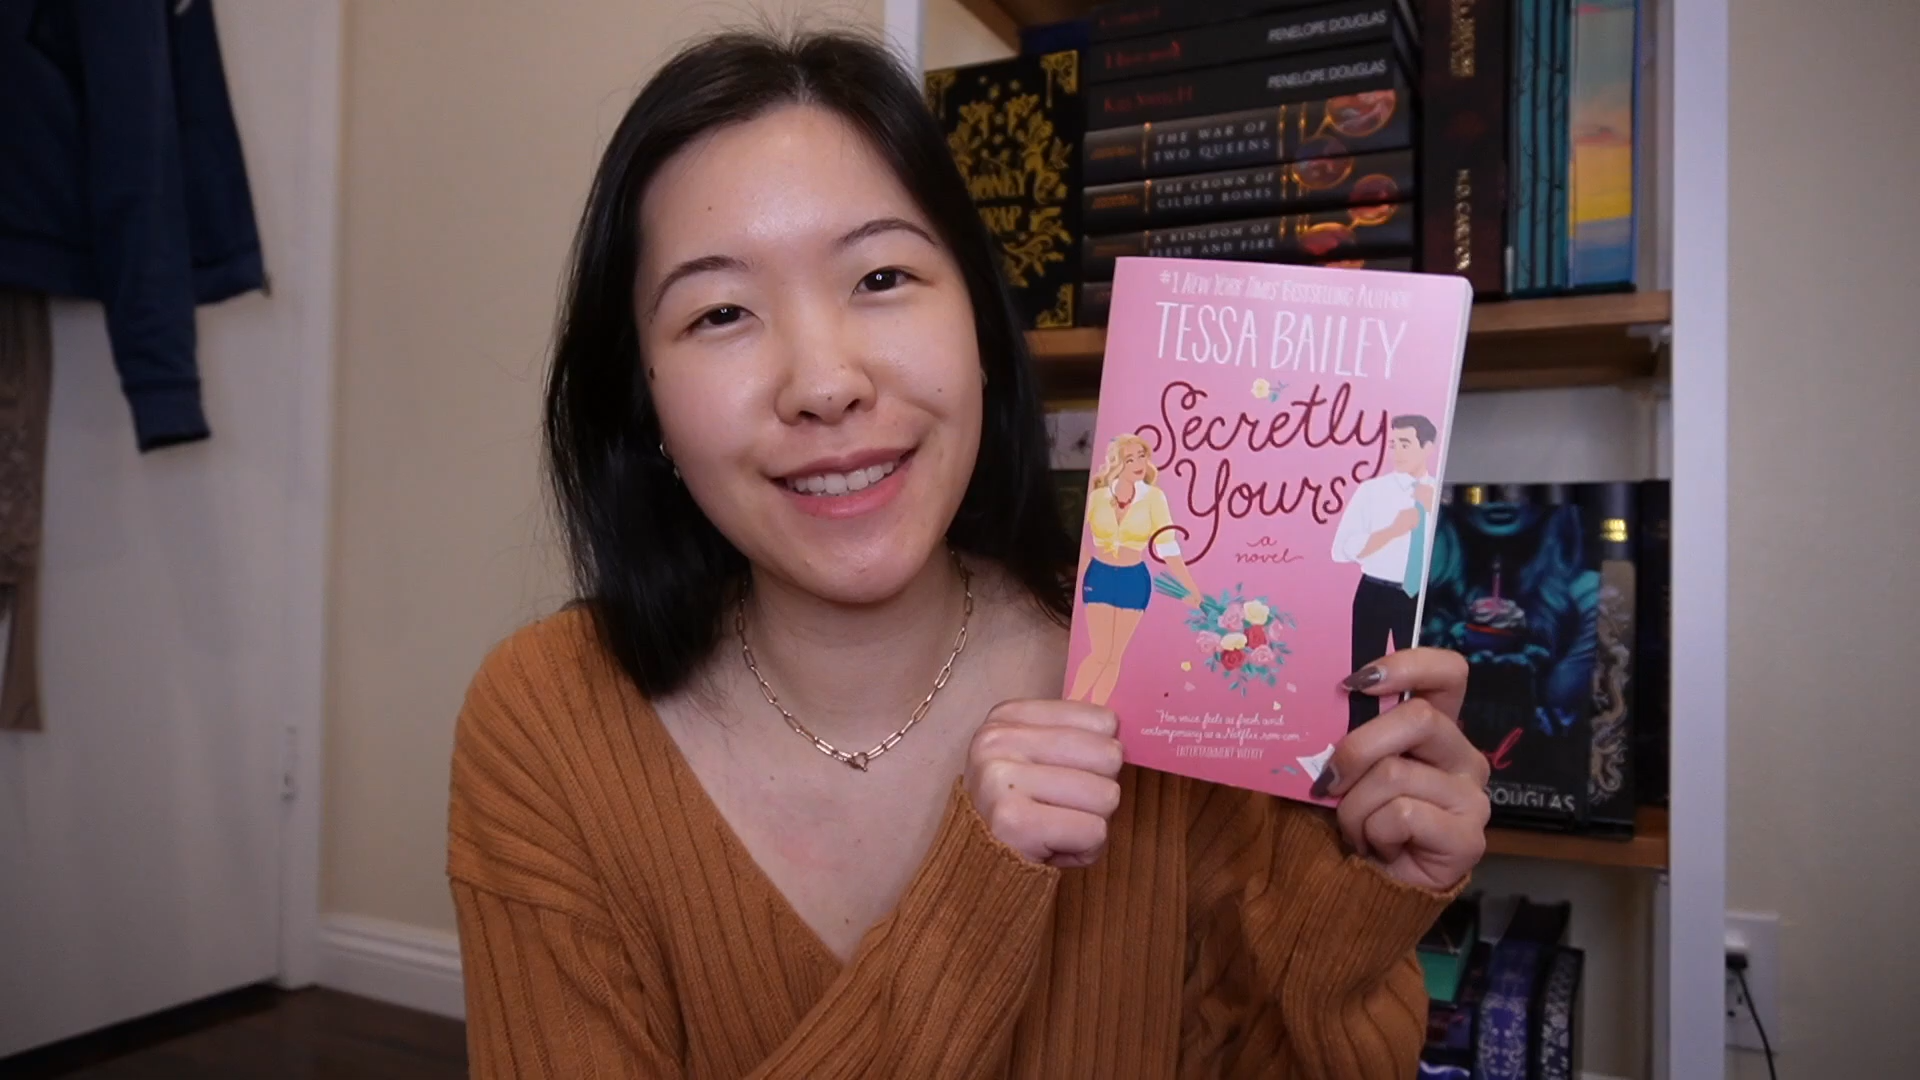 PENELOPE DOUGLAS
PENELOPE DOUGLAS
KILL SWITCH
THE WAR OF
TWO QUEENS
THE CROWN OF
GILDED BONES
A KINGDOM OF
FLESH AND FIRE
#1 NEW YORK TIMES BESTSELLING AUTHOR
TESSA BAILEY
Secretly
Yours
a
novel
"Her voice feels as fresh and
contemporary as a Netflix rom-com."
—ENTERTAINMENT WEEKLY
DOUGLAS